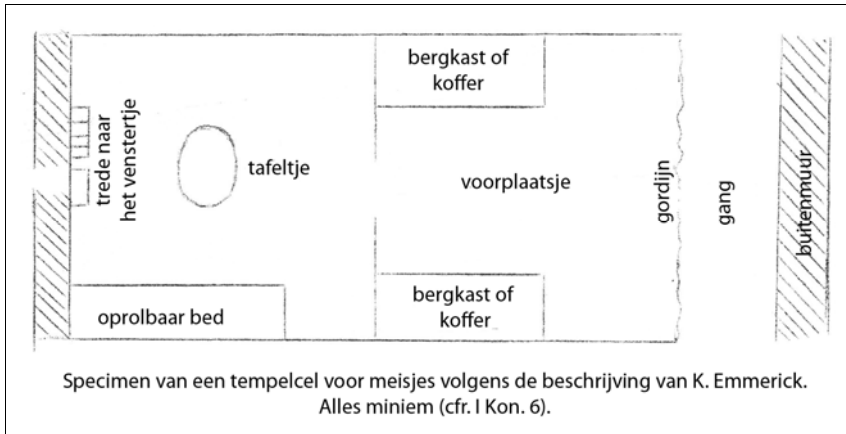 bergkast of
koffer
trede naar
het venstertje
tafeltje
voorplaatsje
gordijn
gang
buitenmuur
oprolbaar bed
bergkast of
koffer
Specimen van een tempelcel voor meisjes volgens de beschrijving van K. Emmerick.
Alles miniem (cfr. I Kon. 6).